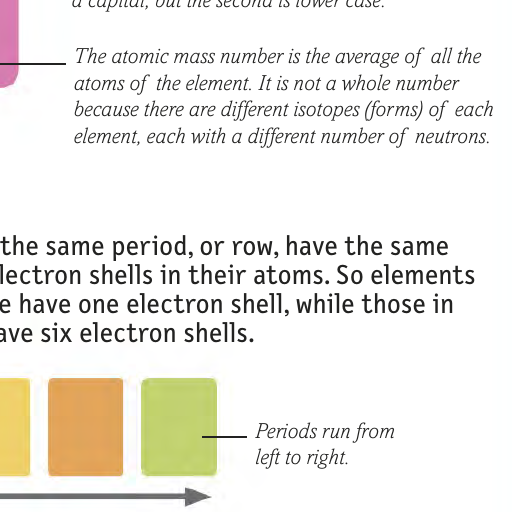 a capital, but the second is lower case.
The atomic mass number is the average of all the
atoms of the element. It is not a whole number
because there are different isotopes (forms) of each
element, each with a different number of neutrons.
the same period, or row, have the same
lectron shells in their atoms. So elements
e have one electron shell, while those in
ave six electron shells.
Periods run from
left to right.